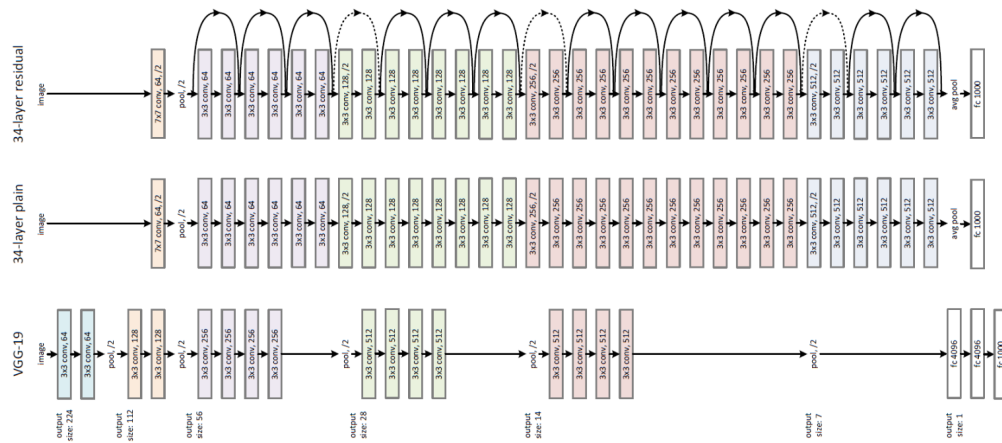 34-layer residual
image
7x7 conv, 64, /2
pool, /2
3x3 conv, 64
3x3 conv, 64
3x3 conv, 64
3x3 conv, 64
3x3 conv, 64
3x3 conv, 64
3x3 conv, 128, /2
3x3 conv, 128
3x3 conv, 128
3x3 conv, 128
3x3 conv, 128
3x3 conv, 128
3x3 conv, 128
3x3 conv, 128
3x3 conv, 256, /2
3x3 conv, 256
3x3 conv, 256
3x3 conv, 256
3x3 conv, 256
3x3 conv, 256
3x3 conv, 256
3x3 conv, 256
3x3 conv, 256
3x3 conv, 256
3x3 conv, 256
3x3 conv, 256
3x3 conv, 512, /2
3x3 conv, 512
3x3 conv, 512
3x3 conv, 512
3x3 conv, 512
3x3 conv, 512
avg pool
fc 1000
34-layer plain
image
7x7 conv, 64, /2
pool, /2
3x3 conv, 64
3x3 conv, 64
3x3 conv, 64
3x3 conv, 64
3x3 conv, 64
3x3 conv, 64
3x3 conv, 128, /2
3x3 conv, 128
3x3 conv, 128
3x3 conv, 128
3x3 conv, 128
3x3 conv, 128
3x3 conv, 128
3x3 conv, 128
3x3 conv, 256, /2
3x3 conv, 256
3x3 conv, 256
3x3 conv, 256
3x3 conv, 256
3x3 conv, 256
3x3 conv, 256
3x3 conv, 256
3x3 conv, 256
3x3 conv, 256
3x3 conv, 256
3x3 conv, 256
3x3 conv, 512, /2
3x3 conv, 512
3x3 conv, 512
3x3 conv, 512
3x3 conv, 512
3x3 conv, 512
avg pool
fc 1000
VGG-19
image
3x3 conv, 64
3x3 conv, 64
pool, /2
3x3 conv, 128
3x3 conv, 128
pool, /2
3x3 conv, 256
3x3 conv, 256
3x3 conv, 256
3x3 conv, 256
pool, /2
3x3 conv, 512
3x3 conv, 512
3x3 conv, 512
3x3 conv, 512
pool, /2
3x3 conv, 512
3x3 conv, 512
3x3 conv, 512
3x3 conv, 512
pool, /2
fc 4096
fc 4096
fc 1000
output
size: 224
output
size: 112
output
size: 56
output
size: 28
output
size: 14
output
size: 7
output
size: 1